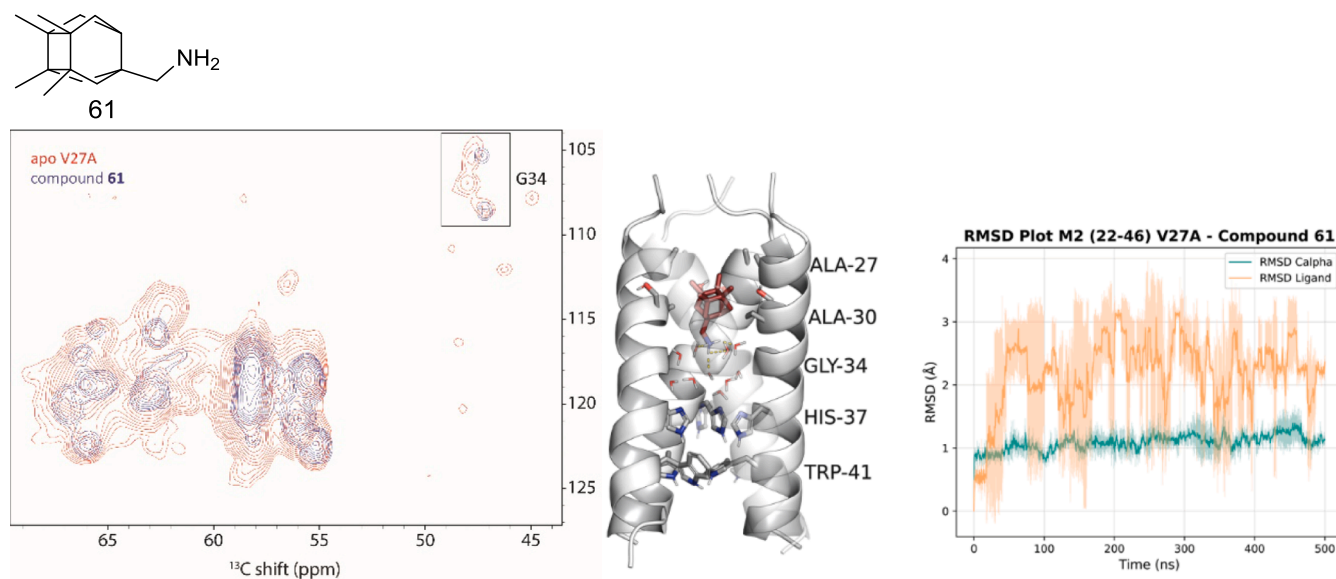 NH2
61
apo V27A
compound 61
G34
105
110
115
120
125
65
60
55
50
45
13C shift (ppm)
ALA-27
ALA-30
GLY-34
HIS-37
TRP-41
RMSD Plot M2 (22-46) V27A - Compound 61
RMSD Calpha
RMSD Ligand
4
3
2
1
0
RMSD (Å)
0
100
200
300
400
500
Time (ns)